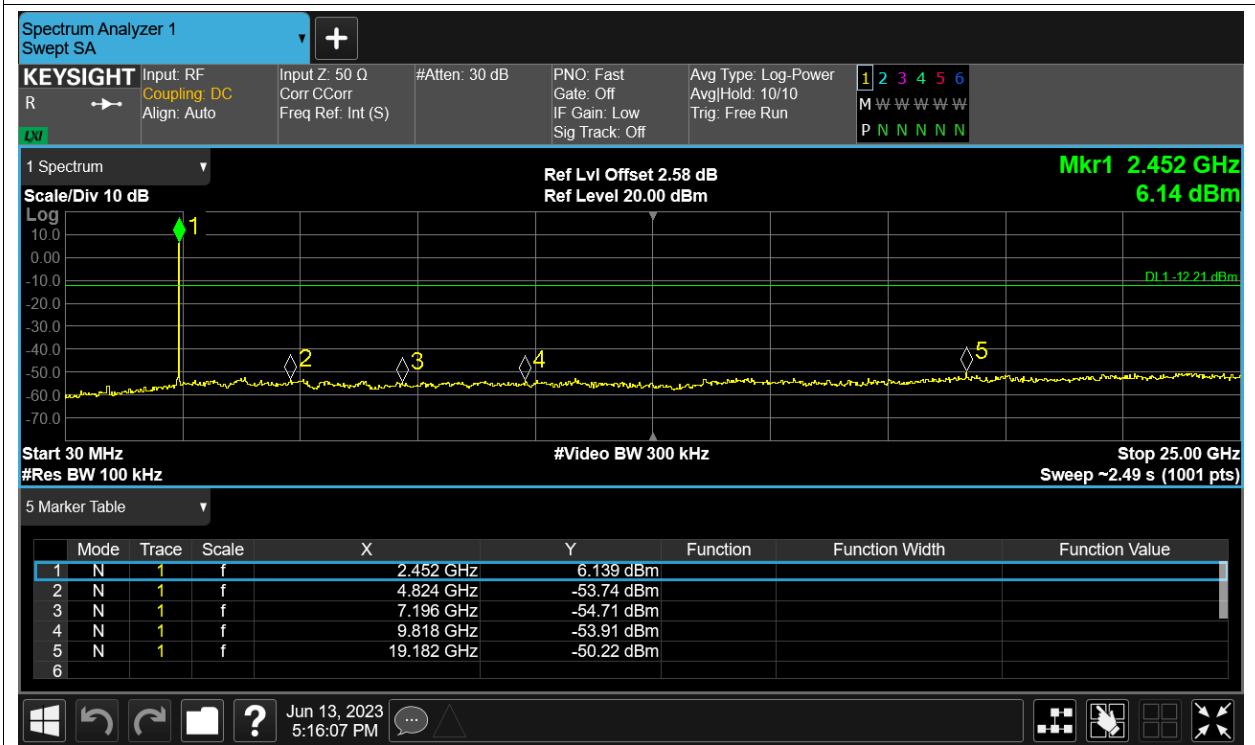 Spectrum Analyzer 1
Swept SA
+
KEYSIGHT Input: RF Input Z: 50 Ω #Atten: 30 dB PNO: Fast Avg Type: Log-Power 1 2 3 4 5 6
R Coupling: DC Corr CCorr Gate: Off Avg|Hold: 10/10 M W W W W W
Align: Auto Freq Ref: Int (S) IF Gain: Low Trig: Free Run
LXI Sig Track: Off P N N N N N
1 Spectrum Ref Lvl Offset 2.58 dB Mkr1 2.452 GHz
Scale/Div 10 dB Ref Level 20.00 dBm 6.14 dBm
Log
1
10.0
0.00
-10.0 DL1 -12.21 dBm
-20.0
-30.0
-40.0
2 3 4 5
-50.0
-60.0
-70.0
Start 30 MHz #Video BW 300 kHz Stop 25.00 GHz
#Res BW 100 kHz Sweep ~2.49 s (1001 pts)
5 Marker Table
Mode Trace Scale X Y Function Function Width Function Value
1 N 1 f 2.452 GHz 6.139 dBm
2 N 1 f 4.824 GHz -53.74 dBm
3 N 1 f 7.196 GHz -54.71 dBm
4 N 1 f 9.818 GHz -53.91 dBm
5 N 1 f 19.182 GHz -50.22 dBm
6
? Jun 13, 2023
5:16:07 PM